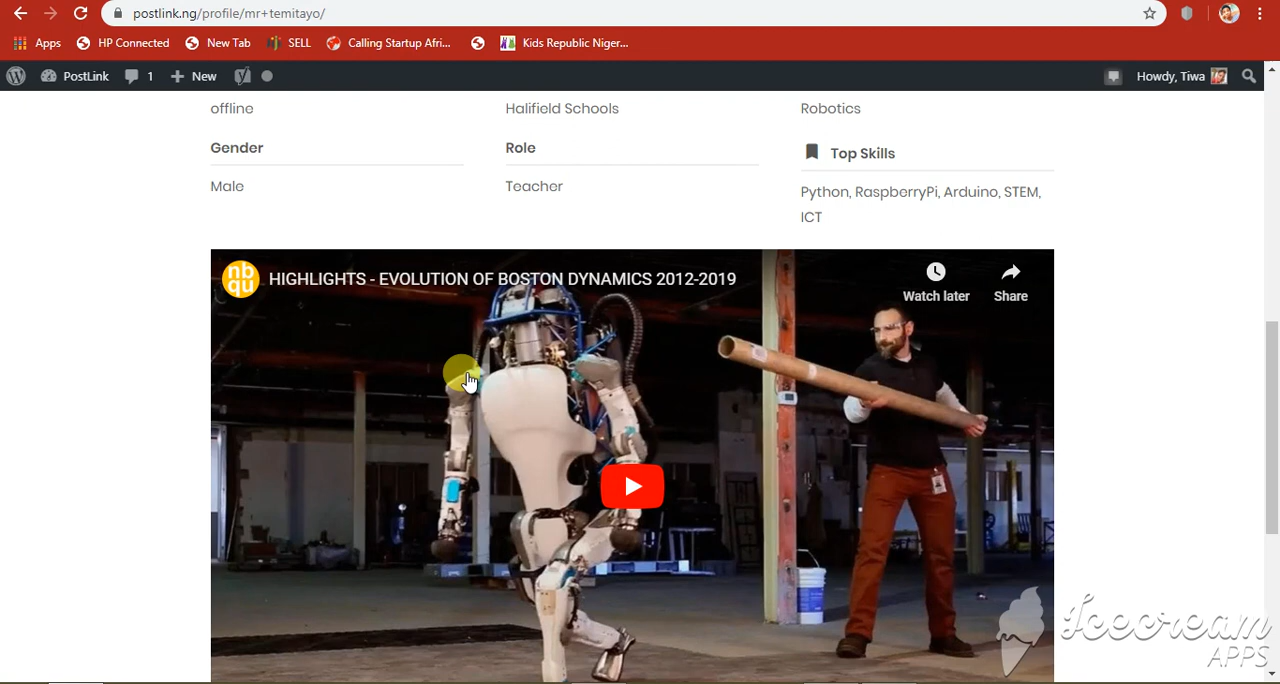 postlink.ng/profile/mr+temitayo/
Apps HP Connected New Tab SELL Calling Startup Afri... Kids Republic Niger...
PostLink 1 New Howdy, Tiwa
offline Halifield Schools Robotics
Gender Role Top Skills
Male Teacher Python, RaspberryPi, Arduino, STEM,
ICT
nb
qu
HIGHLIGHTS - EVOLUTION OF BOSTON DYNAMICS 2012-2019
Watch later Share
Icecream
APPS